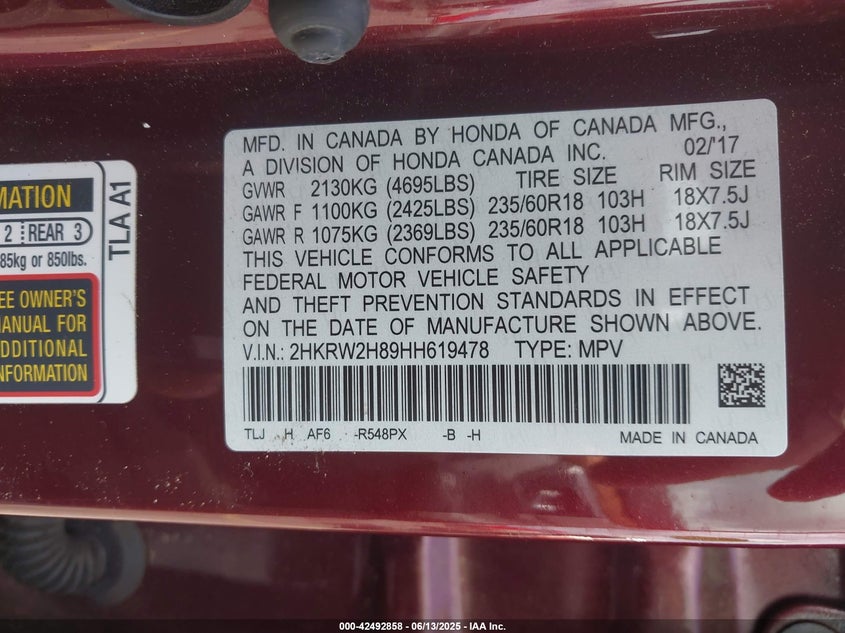 MATION
2 REAR 3
85kg or 850lbs.
EE OWNER'S
MANUAL FOR
ADDITIONAL
INFORMATION
TLA A1
MFD. IN CANADA BY HONDA OF CANADA MFG.,
A DIVISION OF HONDA CANADA INC. 02/'17
GVWR 2130KG (4695LBS) TIRE SIZE RIM SIZE
GAWR F 1100KG (2425LBS) 235/60R18 103H 18X7.5J
GAWR R 1075KG (2369LBS) 235/60R18 103H 18X7.5J
THIS VEHICLE CONFORMS TO ALL APPLICABLE
FEDERAL MOTOR VEHICLE SAFETY
AND THEFT PREVENTION STANDARDS IN EFFECT
ON THE DATE OF MANUFACTURE SHOWN ABOVE.
V.I.N.: 2HKRW2H89HH619478 TYPE: MPV
TLJ H AF6 -R548PX -B -H MADE IN CANADA
000-42492858 - 06/13/2025 - IAA Inc.